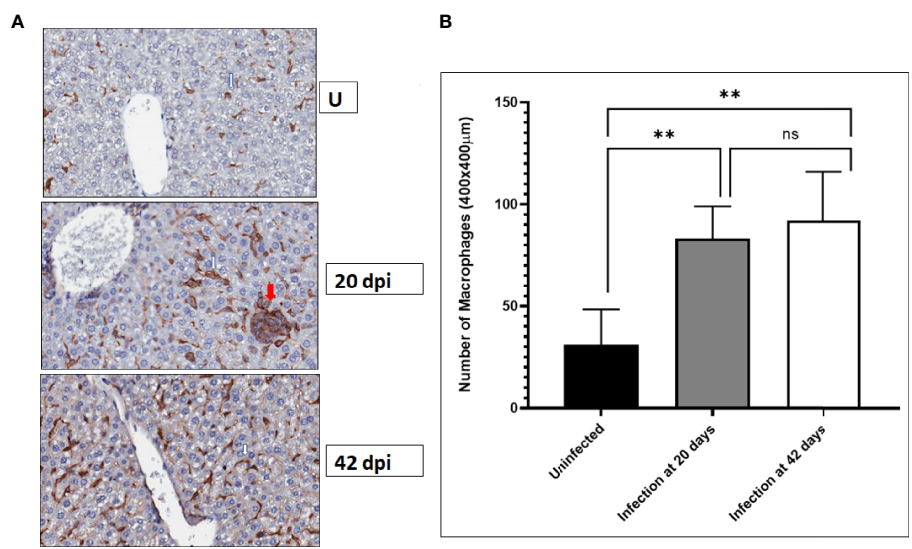 A
U
20 dpi
42 dpi
B
Number of Macrophages (400x400µm)
150
100
50
0
**
**
ns
Uninfected
Infection at 20 days
Infection at 42 days